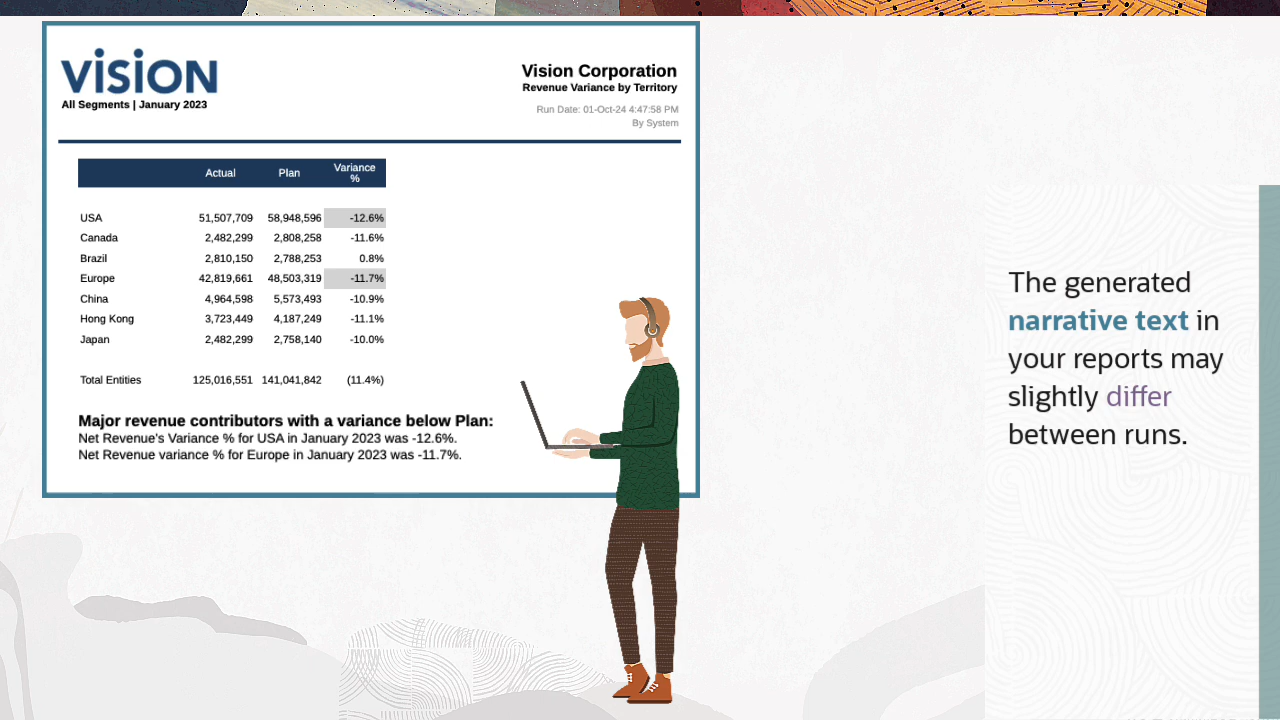 vision
All Segments | January 2023
Vision Corporation
Revenue Variance by Territory
Run Date: 01-Oct-24 4:47:58 PM
By System
Actual Plan Variance %
USA 51,507,709 58,948,596 -12.6%
Canada 2,482,299 2,808,258 -11.6%
Brazil 2,810,150 2,788,253 0.8%
Europe 42,819,661 48,503,319 -11.7%
China 4,964,598 5,573,493 -10.9%
Hong Kong 3,723,449 4,187,249 -11.1%
Japan 2,482,299 2,758,140 -10.0%
Total Entities 125,016,551 141,041,842 (11.4%)
Major revenue contributors with a variance below Plan:
Net Revenue's Variance % for USA in January 2023 was -12.6%.
Net Revenue variance % for Europe in January 2023 was -11.7%.
The generated
narrative text in
your reports may
slightly differ
between runs.